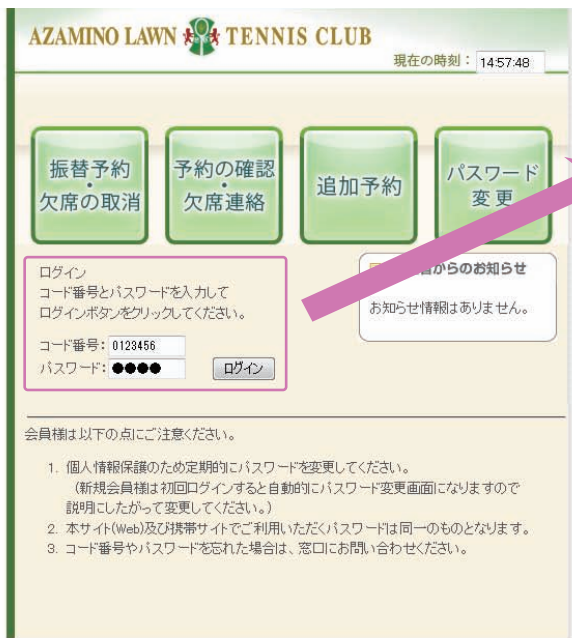 AZAMINO LAWN TENNIS CLUB
現在の時刻： 14:57:48
振替予約
・
欠席の取消
予約の確認
・
欠席連絡
追加予約
パスワード
変更
ログイン
コード番号とパスワードを入力して
ログインボタンをクリックしてください。
コード番号： 0123456
パスワード： ●●●●
ログイン
からのお知らせ
お知らせ情報はありません。
会員様は以下の点にご注意ください。
1. 個人情報保護のため定期的にパスワードを変更してください。
（新規会員様は初回ログインすると自動的にパスワード変更画面になりますので
説明にしたがって変更してください。）
2. 本サイト(Web)及び携帯サイトでご利用いただくパスワードは同一のものとなります。
3. コード番号やパスワードを忘れた場合は、窓口にお問い合わせください。